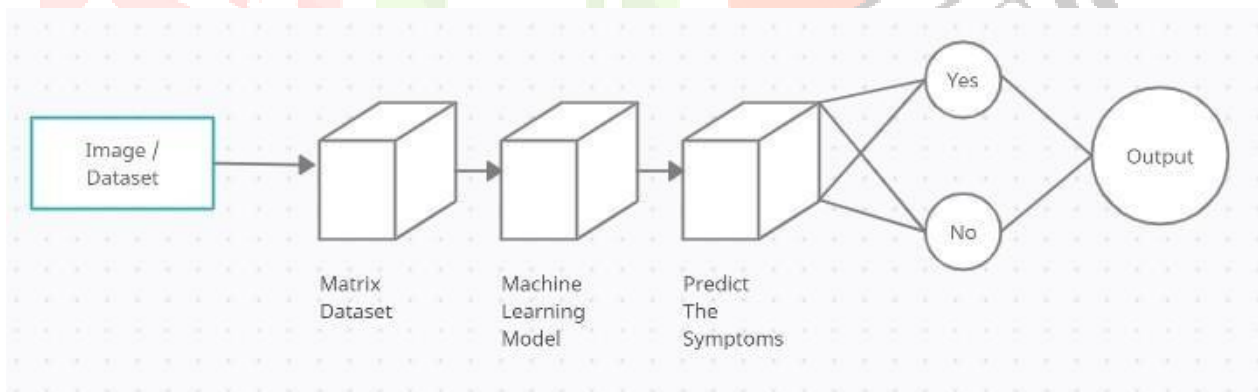 Image /
Dataset
Matrix
Dataset
Machine
Learning
Model
Predict
The
Symptoms
Yes
No
Output